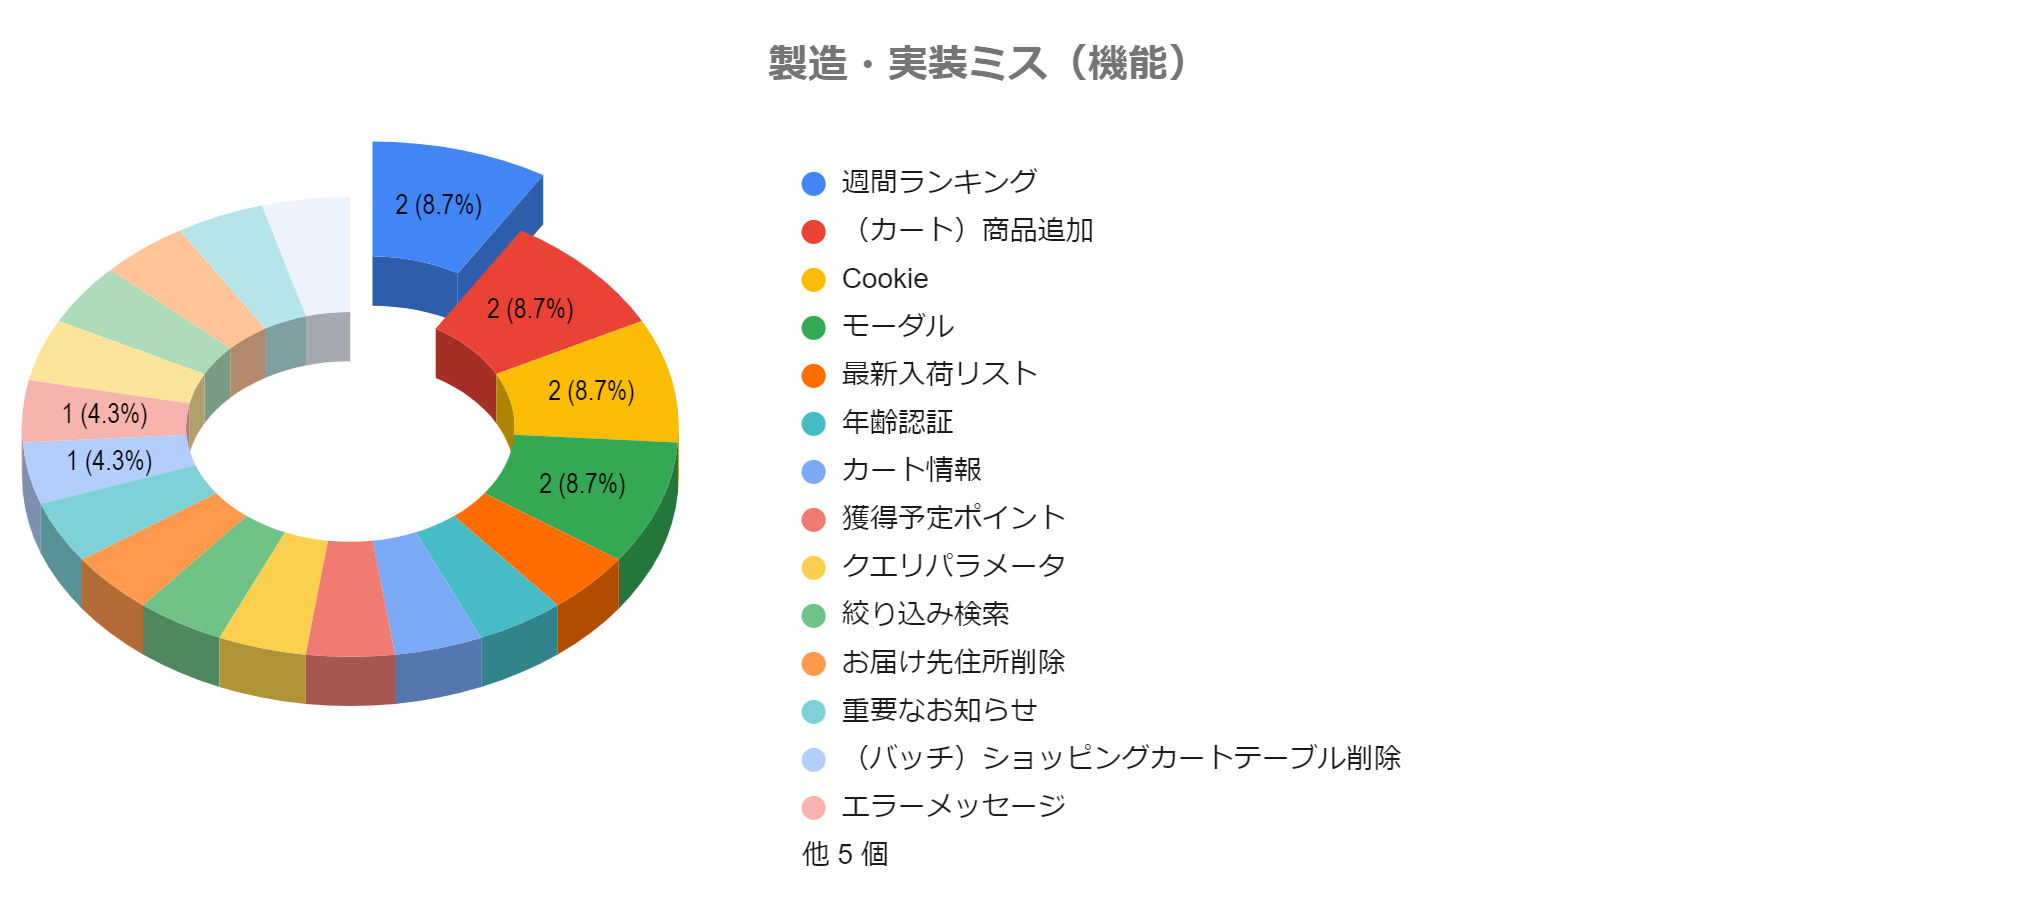 製造・実装ミス（機能）
2 (8.7%)
2 (8.7%)
2 (8.7%)
2 (8.7%)
1 (4.3%)
1 (4.3%)
週間ランキング
（カート）商品追加
Cookie
モーダル
最新入荷リスト
年齢認証
カート情報
獲得予定ポイント
クエリパラメータ
絞り込み検索
お届け先住所削除
重要なお知らせ
（バッチ）ショッピングカートテーブル削除
エラーメッセージ
他 5 個